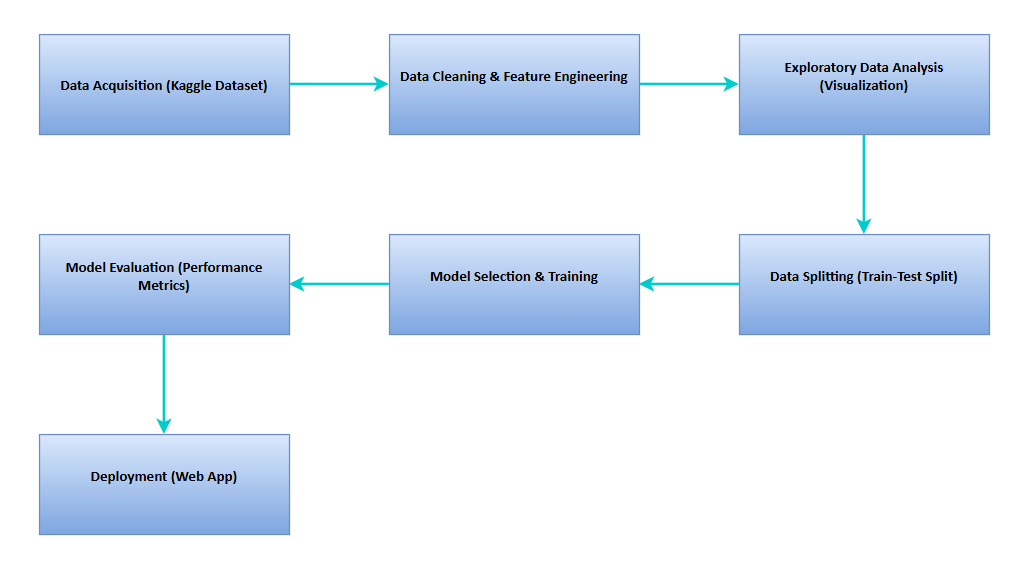 Data Acquisition (Kaggle Dataset)
Data Cleaning & Feature Engineering
Exploratory Data Analysis
(Visualization)
Data Splitting (Train-Test Split)
Model Selection & Training
Model Evaluation (Performance
Metrics)
Deployment (Web App)